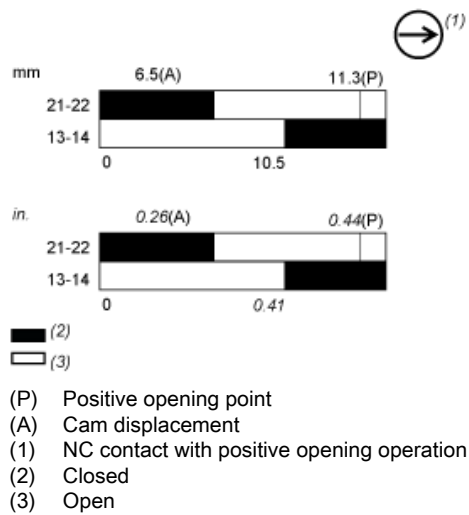 (1)
mm 6.5(A) 11.3(P)
21-22
13-14
0 10.5
in. 0.26(A) 0.44(P)
21-22
13-14
0 0.41
(2)
(3)
(P) Positive opening point
(A) Cam displacement
(1) NC contact with positive opening operation
(2) Closed
(3) Open